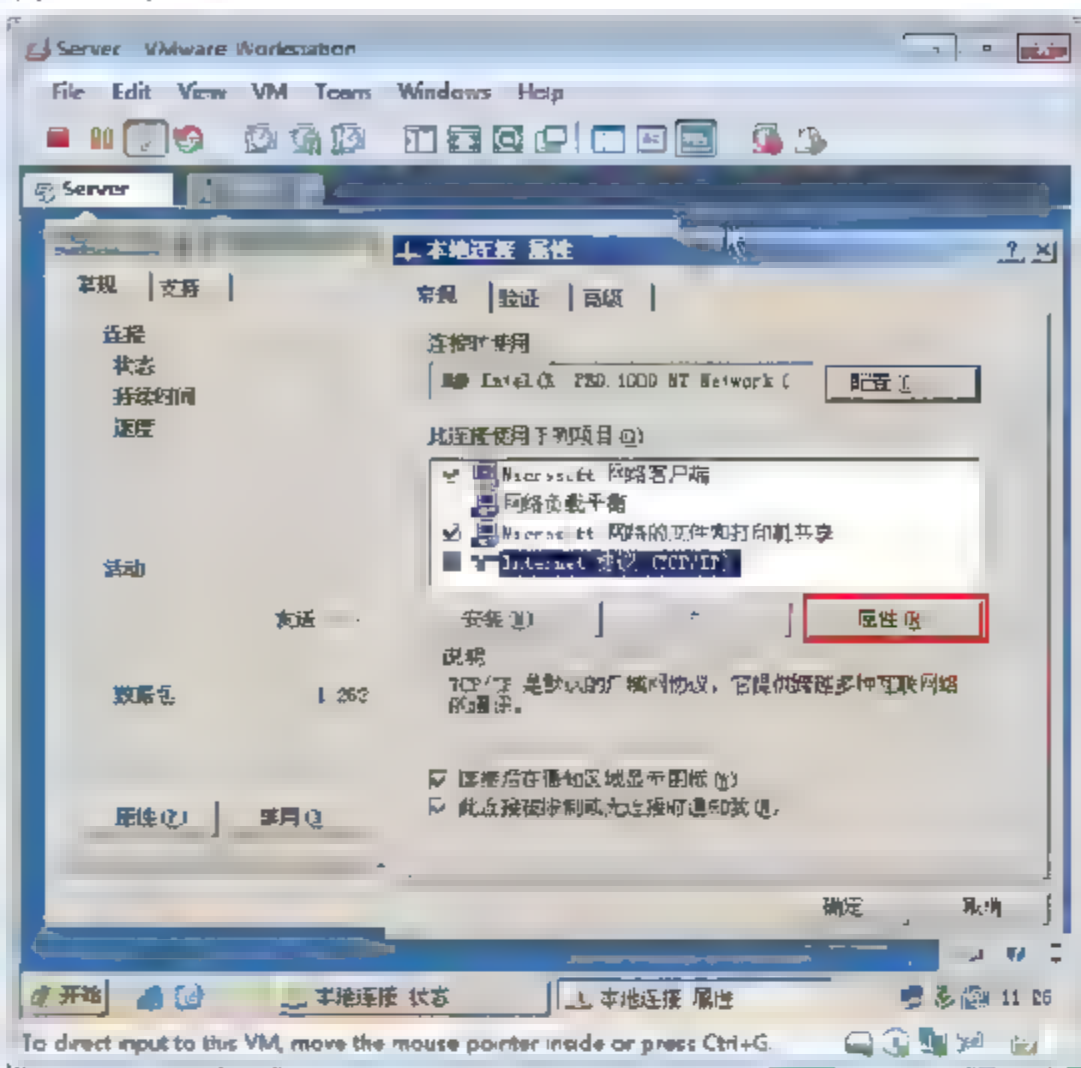 Server VMware Workstation
File Edit View VM Team Windows Help
Server
本地连接 属性
常规 支持
常规 验证 高级
连接
连接时使用
状态
Intel(R) PRO/1000 MT Network C
配置(C)
持续时间
速度
此连接使用下列项目(O)
Microsoft 网络客户端
网络负载平衡
Microsoft 网络的文件和打印机共享
Internet 协议 (TCP/IP)
活动
发送
安装(N)
属性(R)
说明
TCP/IP 是默认的广域网协议，它提供跨越多种互联网络
的通讯。
数据包 1 263
连接后在通知区域显示图标(W)
此连接被限制或无连接时通知我(M)
属性(P) 禁用(D)
确定 取消
开始 本地连接 状态 本地连接 属性 11 26
To direct input to this VM, move the mouse pointer inside or press Ctrl+G.